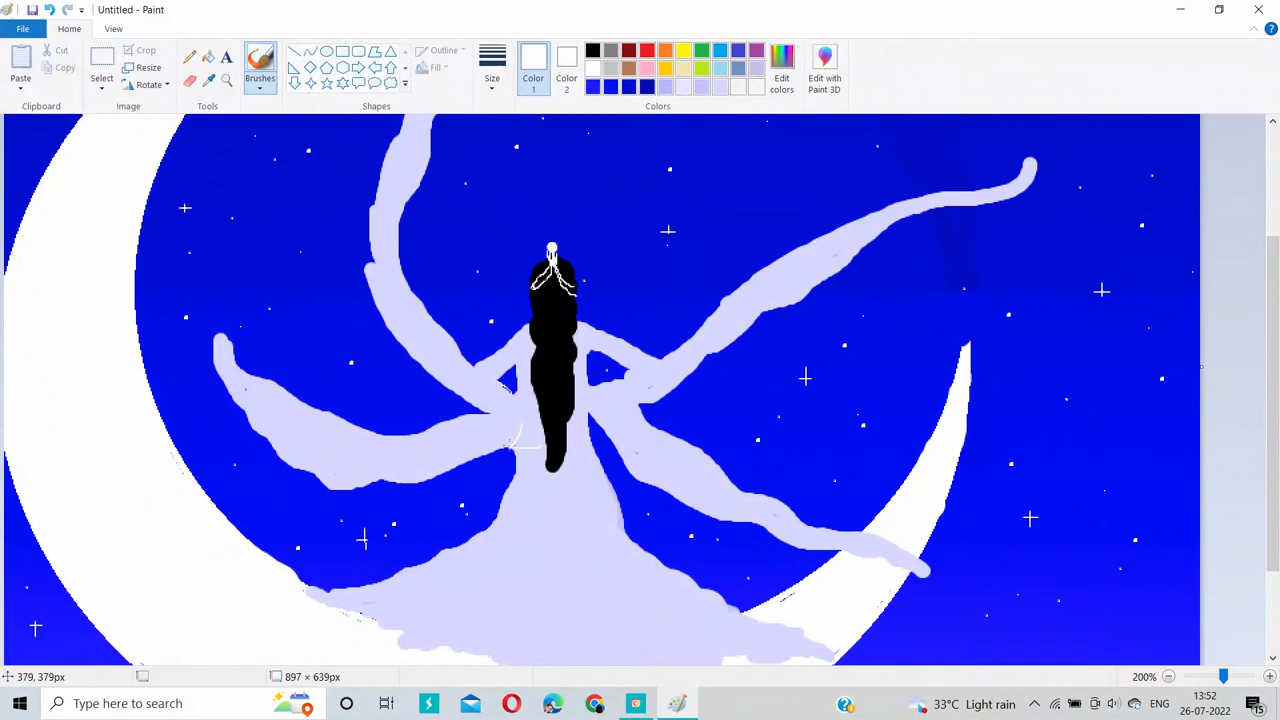 Untitled - Paint
File
Home
View
Paste
Cut
Copy
Clipboard
Select
Crop
Resize
Rotate
Image
A
Tools
Brushes
Outline
Fill
Shapes
Size
Color 1
Color 2
Edit colors
Colors
Edit with Paint 3D
379, 379px
897 × 639px
200%
Type here to search
33°C Light rain
ENG
13:52
26-07-2022
15